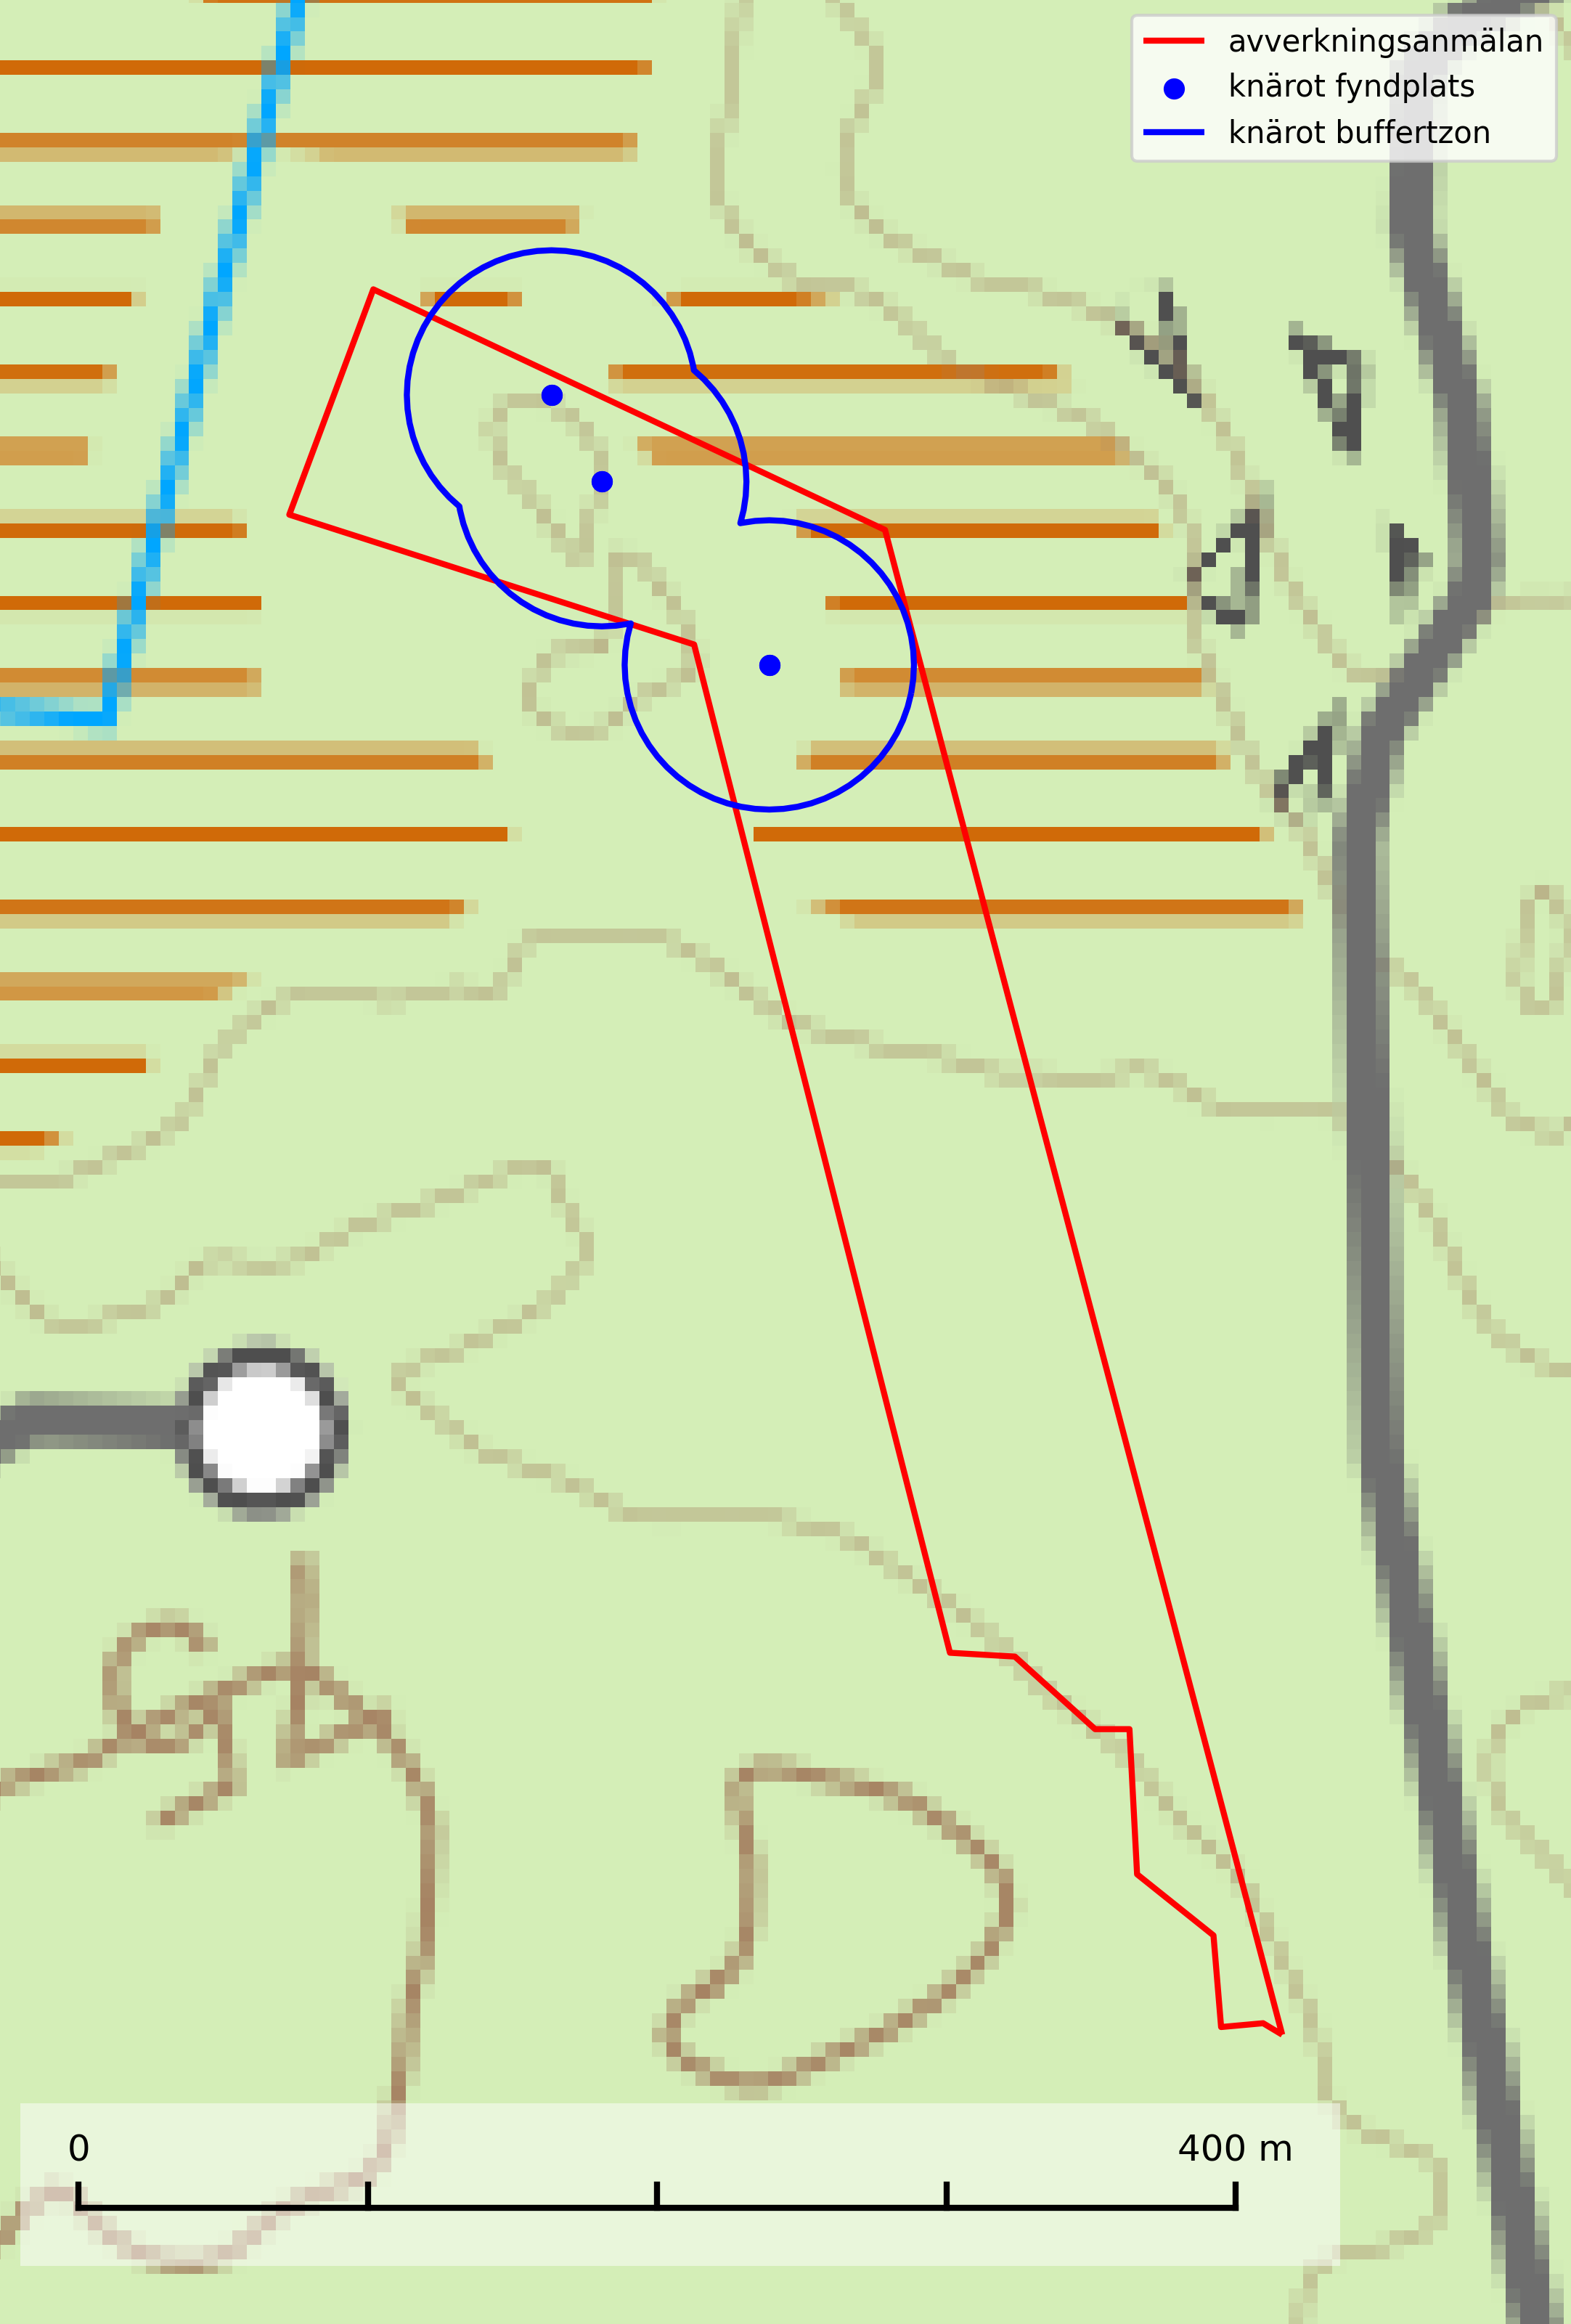 avverkningsanmälan
knärot fyndplats
knärot buffertzon
0
400 m